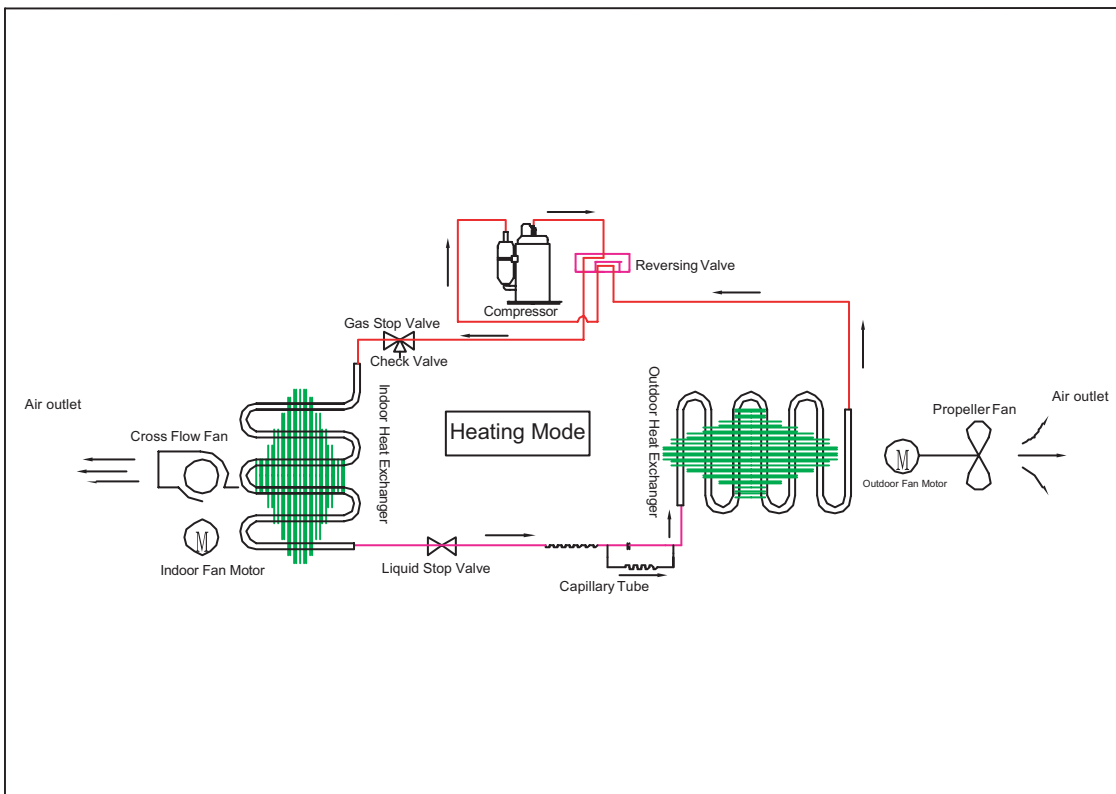 Reversing Valve
Compressor
Gas Stop Valve
Check Valve
Indoor Heat Exchanger
Outdoor Heat Exchanger
Air outlet
Cross Flow Fan
Heating Mode
Propeller Fan
Air outlet
M
Outdoor Fan Motor
M
Indoor Fan Motor
Liquid Stop Valve
Capillary Tube